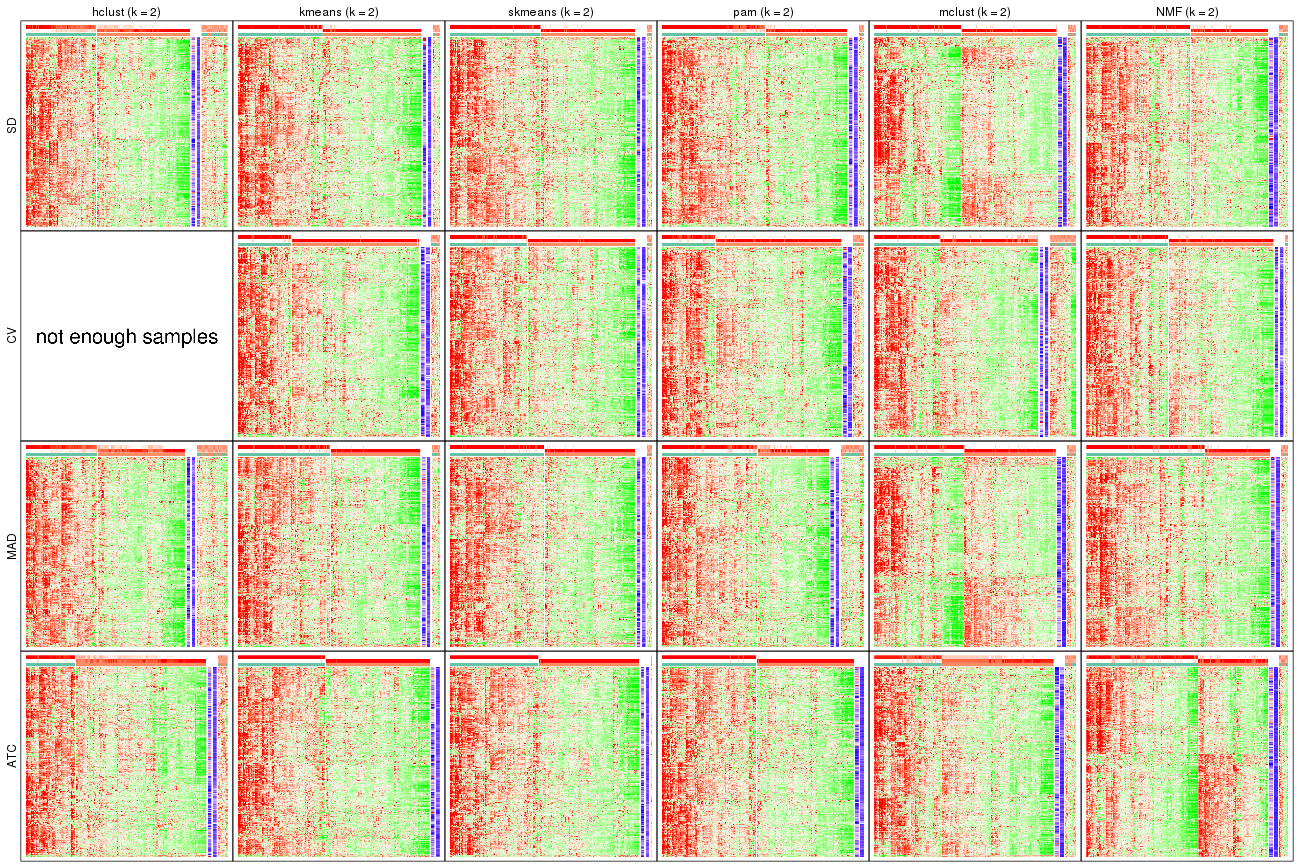 hclust (k = 2) kmeans (k = 2) skmeans (k = 2) pam (k = 2) mclust (k = 2) NMF (k = 2)
SD
CV
not enough samples
MAD
ATC